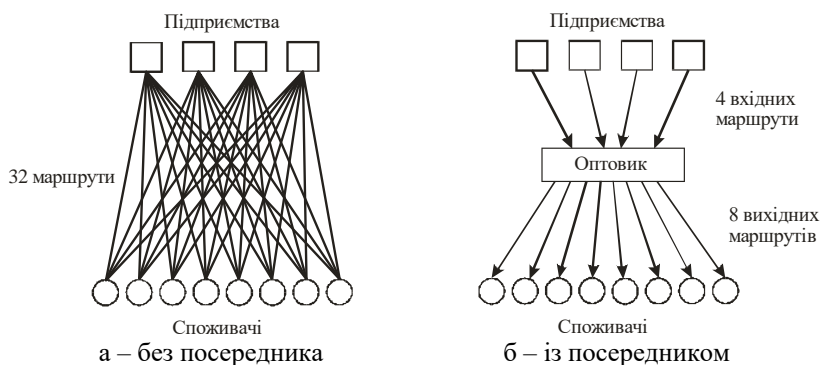 Підприємства
32 маршрути
Споживачі
а – без посередника
Підприємства
4 вхідних
маршрути
Оптовик
8 вихідних
маршрутів
Споживачі
б – із посередником